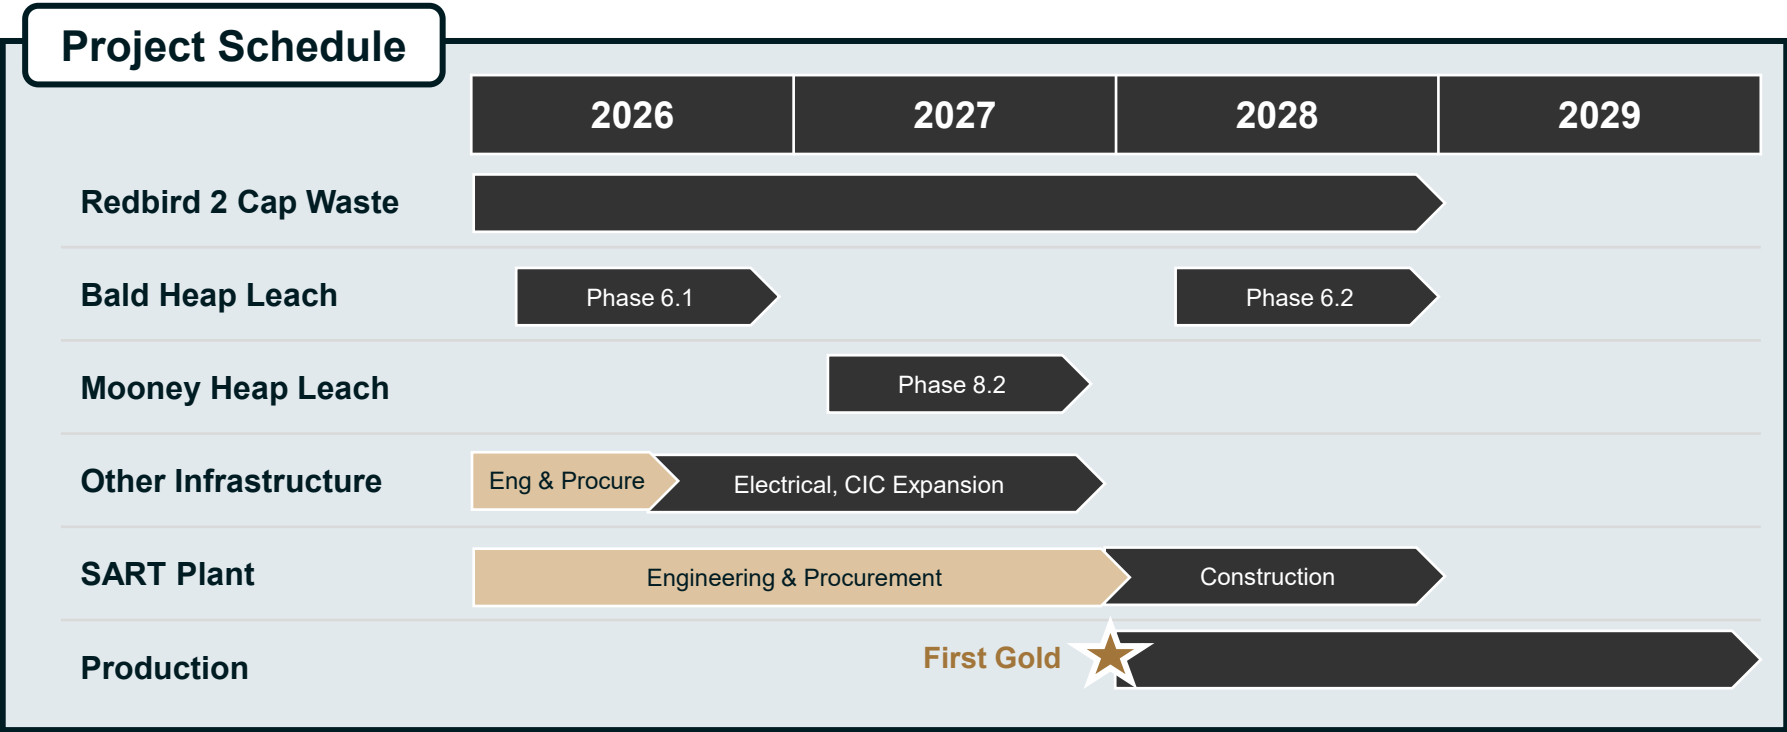 Project Schedule
2026 2027 2028 2029
Redbird 2 Cap Waste
Bald Heap Leach
Phase 6.1
Phase 6.2
Mooney Heap Leach
Phase 8.2
Other Infrastructure
Eng & Procure
Electrical, CIC Expansion
SART Plant
Engineering & Procurement
Construction
Production
First Gold